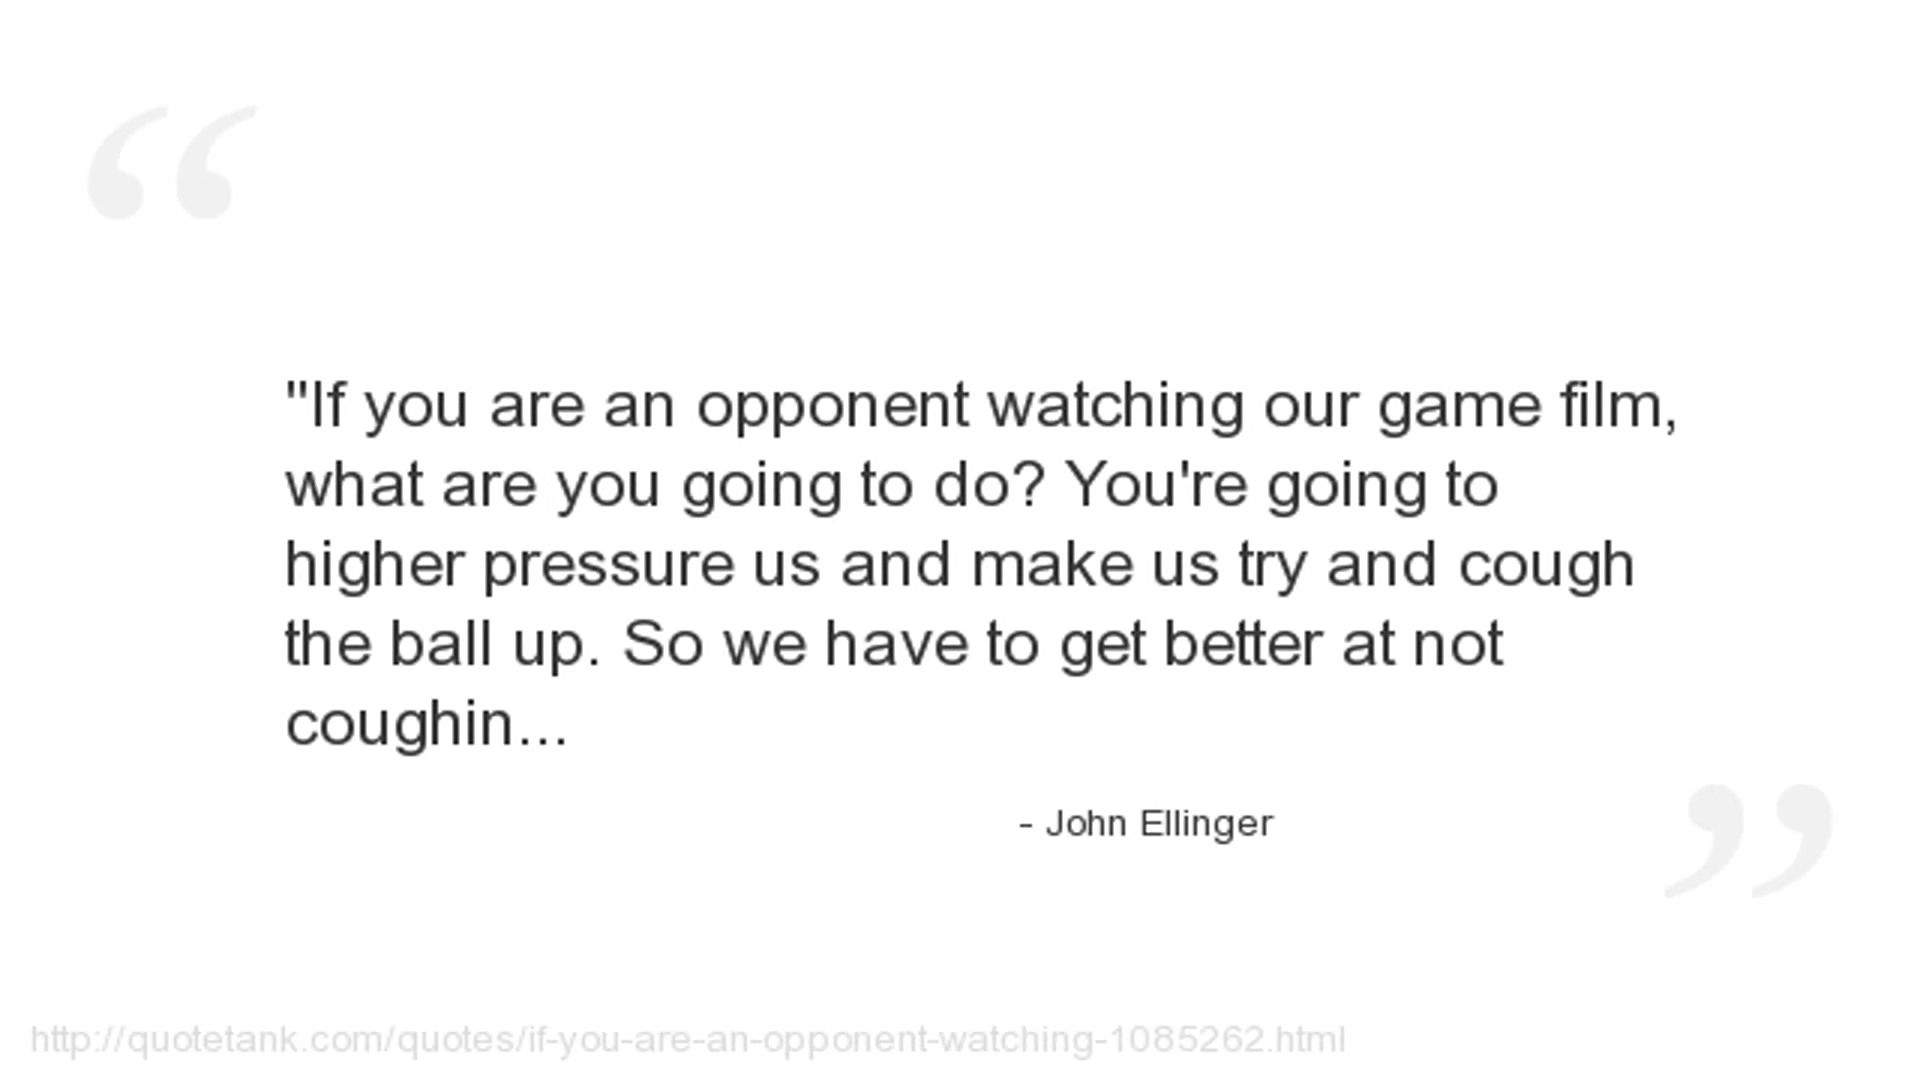 "If you are an opponent watching our game film,
what are you going to do? You're going to
higher pressure us and make us try and cough
the ball up. So we have to get better at not
coughin...
- John Ellinger
http://quotetank.com/quotes/if-you-are-an-opponent-watching-1085262.html